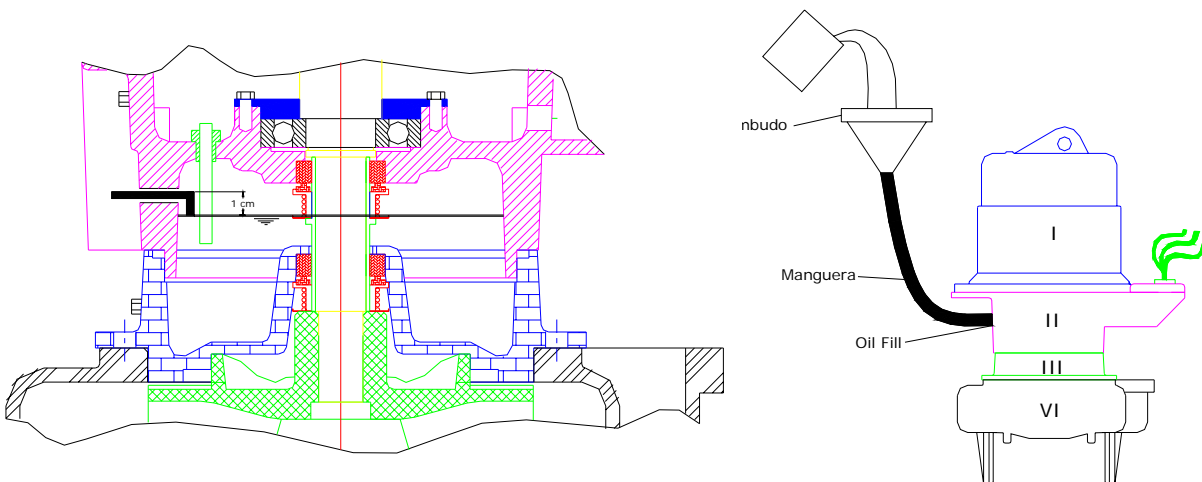 1 cm
nbudo
Manguera
Oil Fill
I
II
III
VI